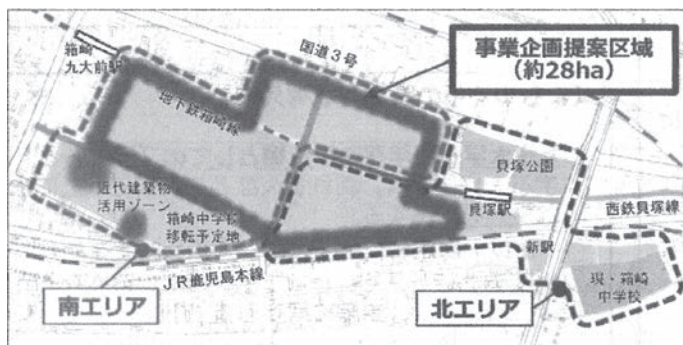 国道3号
事業企画提案区域
(約28ha)
箱崎
九大前駅
地下鉄箱崎線
貝塚公園
近代建築物
活用ゾーン
貝塚駅
西鉄貝塚線
箱崎中学校
移転予定地
新駅
JR鹿児島本線
現・箱崎
中学校
南エリア
北エリア